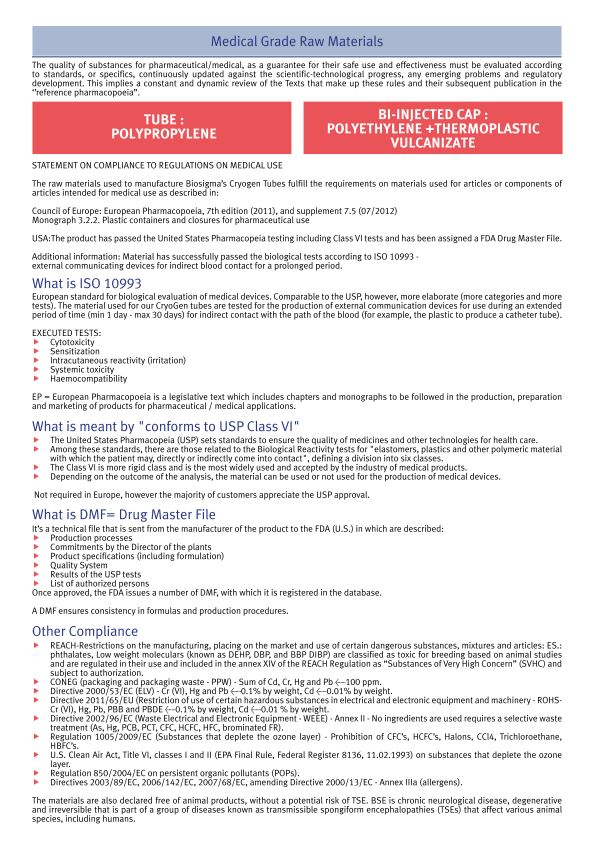 Medical Grade Raw Materials
The quality of substances for pharmaceutical/medical, as a guarantee for their safe use and effectiveness must be evaluated according
to standards, or specifics, continuously updated against the scientific-technological progress, any emerging problems and regulatory
development. This implies a constant and dynamic review of the Texts that make up these rules and their subsequent publication in the
"reference pharmacopoeia".
TUBE :
POLYPROPYLENE
BI-INJECTED CAP :
POLYETHYLENE +THERMOPLASTIC
VULCANIZATE
STATEMENT ON COMPLIANCE TO REGULATIONS ON MEDICAL USE
The raw materials used to manufacture Biosigma's Cryogen Tubes fulfill the requirements on materials used for articles or components of
articles intended for medical use as described in:
Council of Europe: European Pharmacopoeia, 7th edition (2011), and supplement 7.5 (07/2012)
Monograph 3.2.2. Plastic containers and closures for pharmaceutical use
USA:The product has passed the United States Pharmacopeia testing including Class VI tests and has been assigned a FDA Drug Master File.
Additional information: Material has successfully passed the biological tests according to ISO 10993 -
external communicating devices for indirect blood contact for a prolonged period.
What is ISO 10993
European standard for biological evaluation of medical devices. Comparable to the USP, however, more elaborate (more categories and more
tests). The material used for our CryoGen tubes are tested for the production of external communication devices for use during an extended
period of time (min 1 day - max 30 days) for indirect contact with the path of the blood (for example, the plastic to produce a catheter tube).
EXECUTED TESTS:
Cytotoxicity
Sensitization
Intracutaneous reactivity (irritation)
Systemic toxicity
Haemocompatibility
EP = European Pharmacopoeia is a legislative text which includes chapters and monographs to be followed in the production, preparation
and marketing of products for pharmaceutical / medical applications.
What is meant by "conforms to USP Class VI"
The United States Pharmacopeia (USP) sets standards to ensure the quality of medicines and other technologies for health care.
Among these standards, there are those related to the Biological Reactivity tests for "elastomers, plastics and other polymeric material
with which the patient may, directly or indirectly come into contact", defining a division into six classes.
The Class VI is more rigid class and is the most widely used and accepted by the industry of medical products.
Depending on the outcome of the analysis, the material can be used or not used for the production of medical devices.
Not required in Europe, however the majority of customers appreciate the USP approval.
What is DMF= Drug Master File
It's a technical file that is sent from the manufacturer of the product to the FDA (U.S.) in which are described:
Production processes
Commitments by the Director of the plants
Product specifications (including formulation)
Quality System
Results of the USP tests
List of authorized persons
Once approved, the FDA issues a number of DMF, with which it is registered in the database.
A DMF ensures consistency in formulas and production procedures.
Other Compliance
REACH-Restrictions on the manufacturing, placing on the market and use of certain dangerous substances, mixtures and articles: ES.:
phthalates, Low weight moleculars (known as DEHP, DBP, and BBP DIBP) are classified as toxic for breeding based on animal studies
and are regulated in their use and included in the annex XIV of the REACH Regulation as "Substances of Very High Concern" (SVHC) and
subject to authorization.
CONEG (packaging and packaging waste - PPW) - Sum of Cd, Cr, Hg and Pb <–100 ppm.
Directive 2000/53/EC (ELV) - Cr (VI), Hg and Pb <–0.1% by weight, Cd <–0.01% by weight.
Directive 2011/65/EU (Restriction of use of certain hazardous substances in electrical and electronic equipment and machinery - ROHS-
Cr (VI), Hg, Pb, PBB and PBDE <–0.1% by weight, Cd <–0.01 % by weight.
Directive 2002/96/EC (Waste Electrical and Electronic Equipment - WEEE) - Annex II - No ingredients are used requires a selective waste
treatment (As, Hg, PCB, PCT, CFC, HCFC, HFC, brominated FR).
Regulation 1005/2009/EC (Substances that deplete the ozone layer) - Prohibition of CFC's, HCFC's, Halons, CCl4, Trichloroethane,
HBFC's.
U.S. Clean Air Act, Title VI, classes I and II (EPA Final Rule, Federal Register 8136, 11.02.1993) on substances that deplete the ozone
layer.
Regulation 850/2004/EC on persistent organic pollutants (POPs).
Directives 2003/89/EC, 2006/142/EC, 2007/68/EC, amending Directive 2000/13/EC - Annex IIIa (allergens).
The materials are also declared free of animal products, without a potential risk of TSE. BSE is chronic neurological disease, degenerative
and irreversible that is part of a group of diseases known as transmissible spongiform encephalopathies (TSEs) that affect various animal
species, including humans.